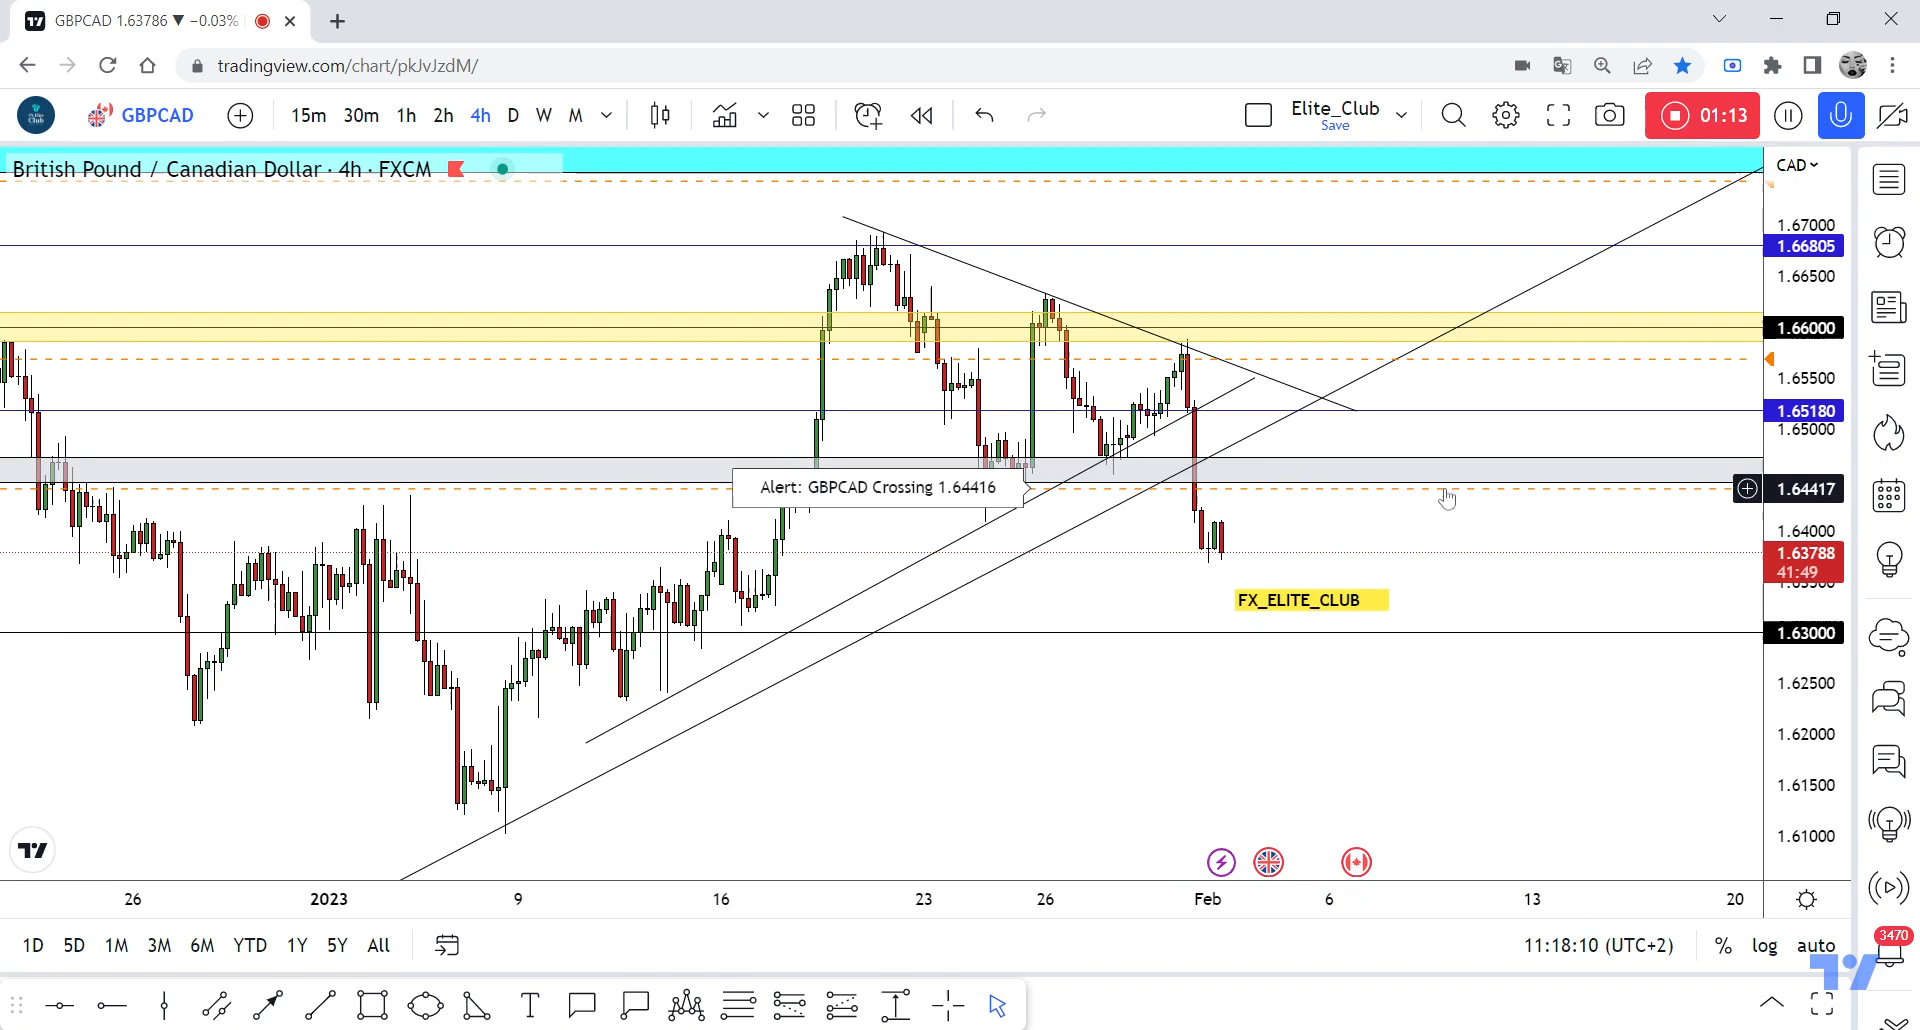 GBPCAD 1.63786 ▼ −0.03%
tradingview.com/chart/pkJvJzdM/
GBPCAD 15m 30m 1h 2h 4h D W M Elite_Club Save 01:13
British Pound / Canadian Dollar · 4h · FXCM
CAD
1.67000
1.66805
1.66500
1.66000
1.65500
1.65180
1.65000
Alert: GBPCAD Crossing 1.64416
1.64417
1.64000
1.63788
41:49
FX_ELITE_CLUB
1.63000
1.62500
1.62000
1.61500
1.61000
26 2023 9 16 23 26 Feb 6 13 20
1D 5D 1M 3M 6M YTD 1Y 5Y All 11:18:10 (UTC+2) % log auto
3470